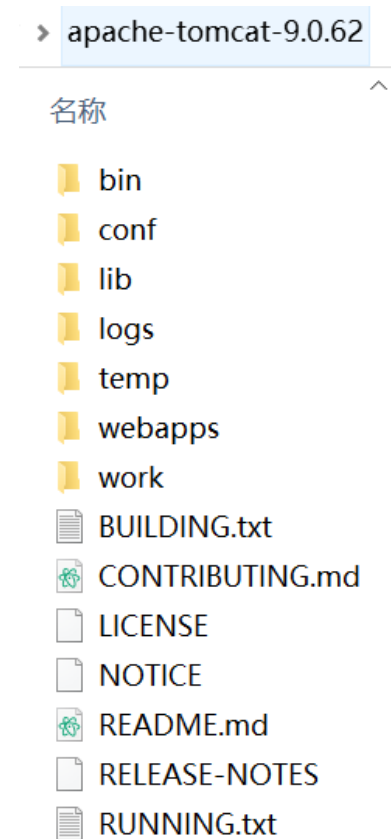 apache-tomcat-9.0.62
名称
bin
conf
lib
logs
temp
webapps
work
BUILDING.txt
CONTRIBUTING.md
LICENSE
NOTICE
README.md
RELEASE-NOTES
RUNNING.txt